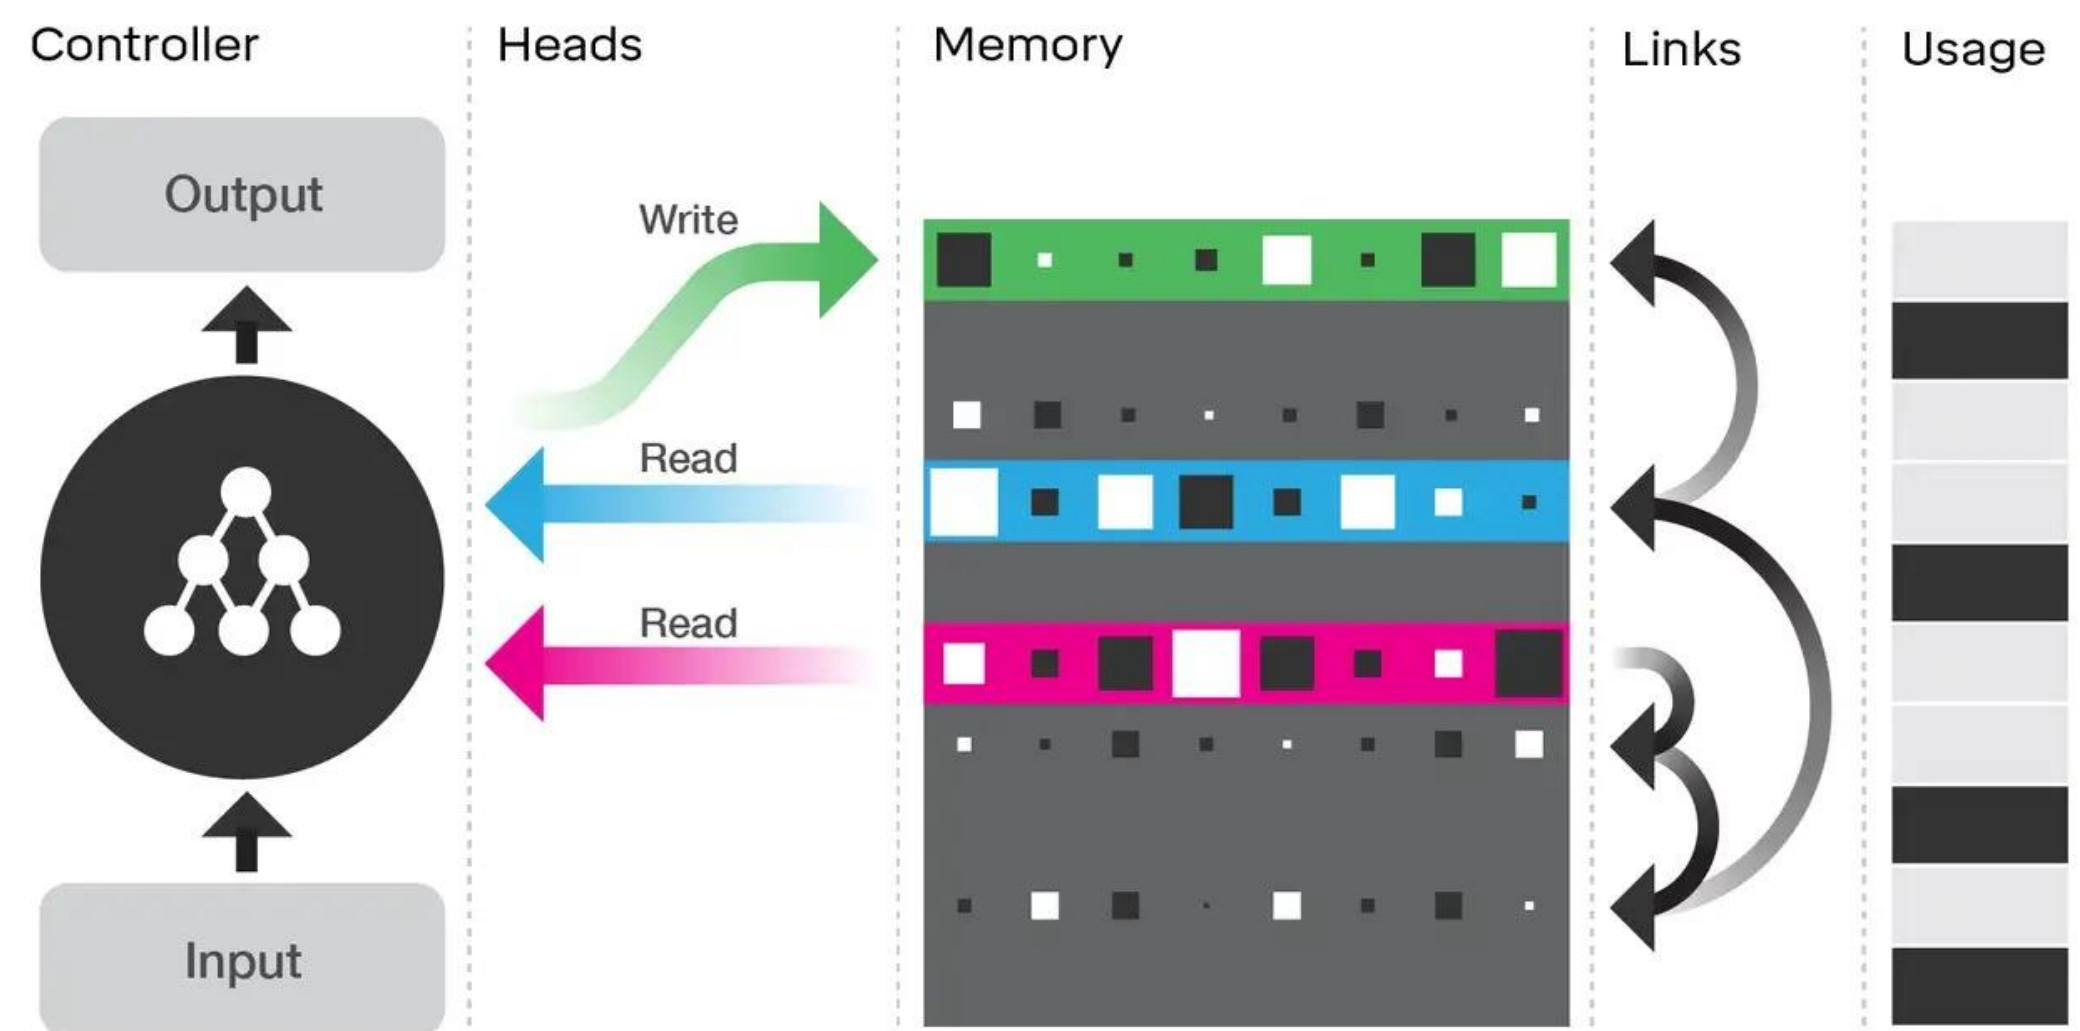 Controller
Heads
Memory
Links
Usage
Output
Write
Read
Read
Input